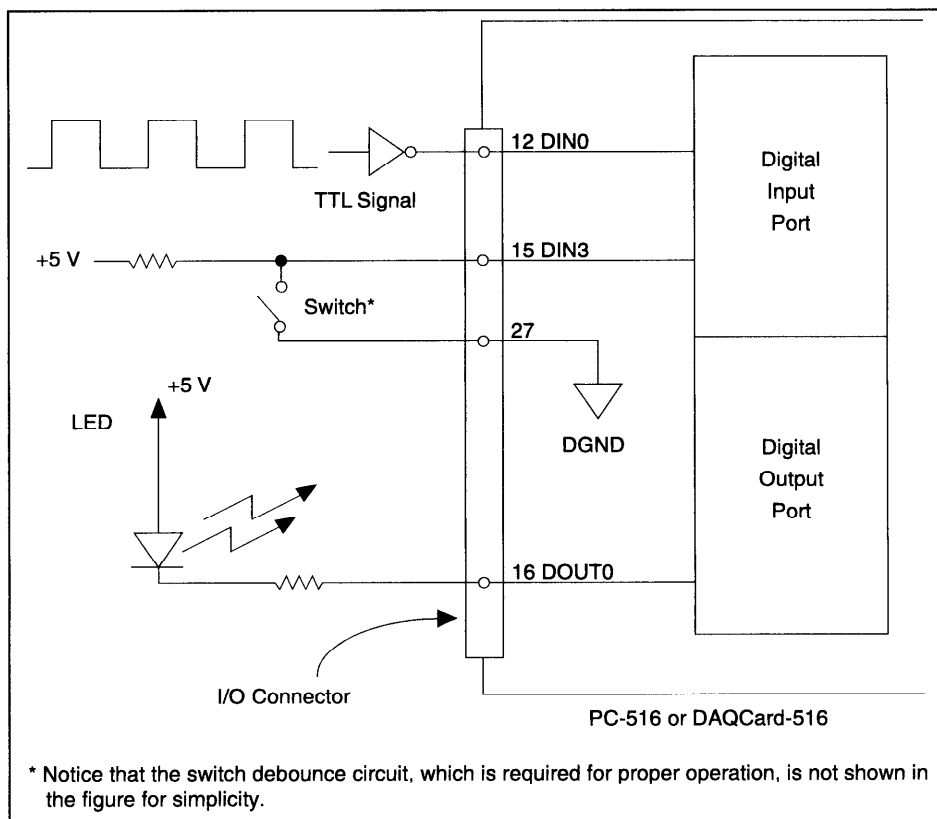 12 DIN0
Digital
Input
Port
TTL Signal
+5 V
15 DIN3
Switch*
27
+5 V
LED
DGND
Digital
Output
Port
16 DOUT0
I/O Connector
PC-516 or DAQCard-516
* Notice that the switch debounce circuit, which is required for proper operation, is not shown in
the figure for simplicity.